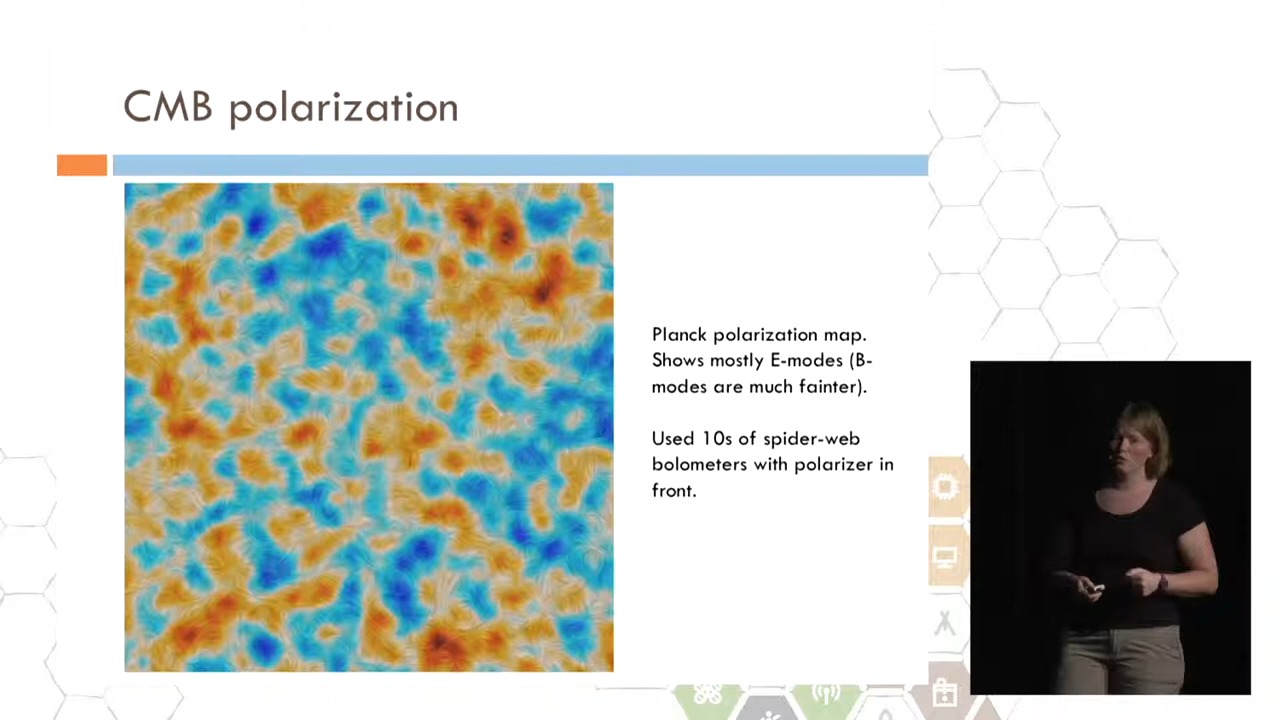 CMB polarization
Planck polarization map.
Shows mostly E-modes (B-
modes are much fainter).
Used 10s of spider-web
bolometers with polarizer in
front.